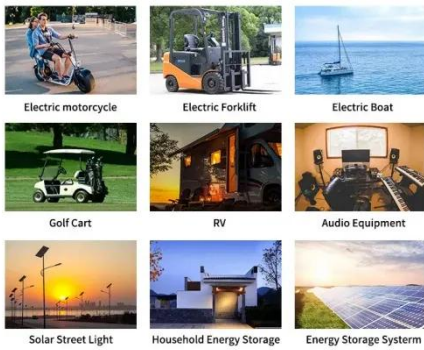 Electric motorcycle
Electric Forklift
Electric Boat
Golf Cart
RV
Audio Equipment
Solar Street Light
Household Energy Storage
Energy Storage Systerm